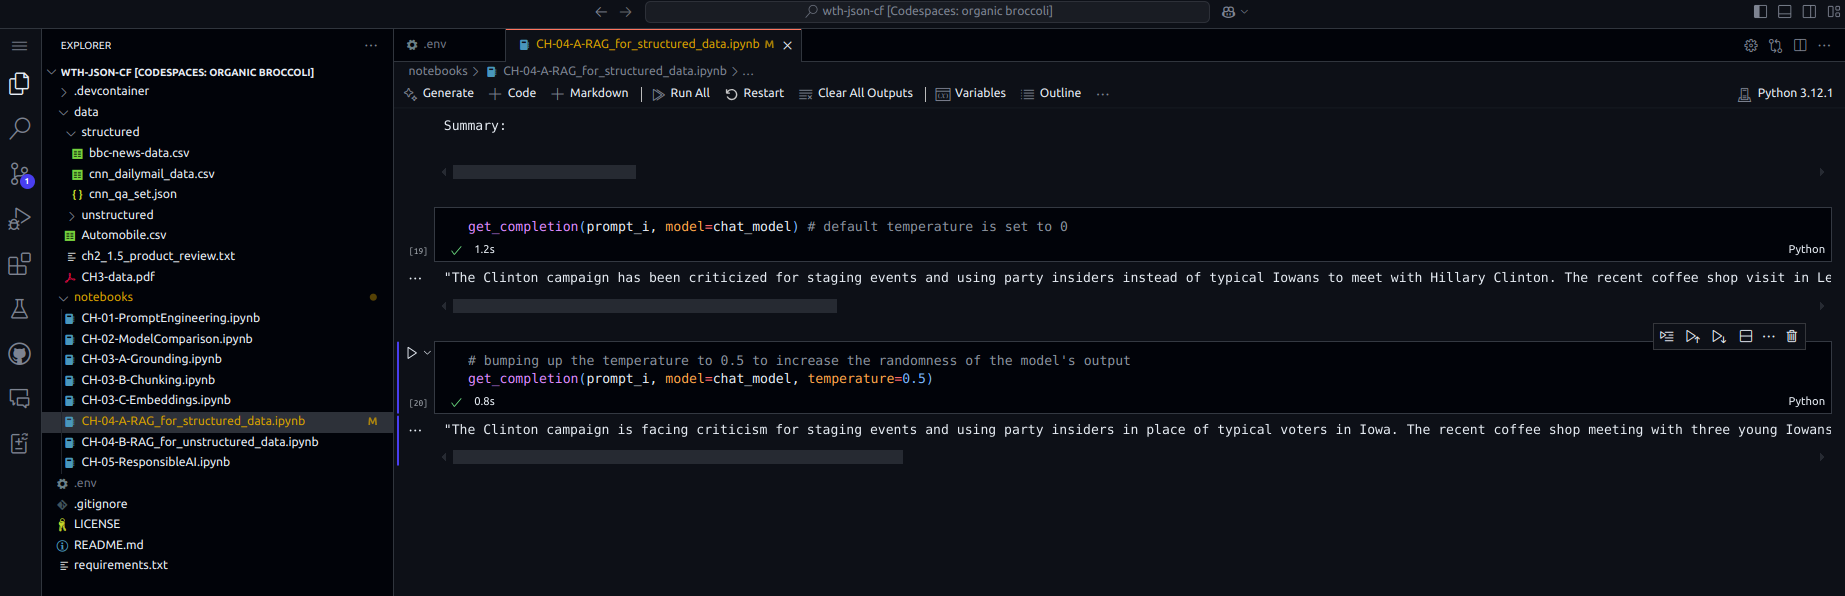 wth-json-cf [Codespaces: organic broccoli]
EXPLORER
WTH-JSON-CF [CODESPACES: ORGANIC BROCCOLI]
.devcontainer
data
structured
bbc-news-data.csv
cnn_dailymail_data.csv
{ } cnn_qa_set.json
unstructured
Automobile.csv
ch2_1.5_product_review.txt
CH3-data.pdf
notebooks
CH-01-PromptEngineering.ipynb
CH-02-ModelComparison.ipynb
CH-03-A-Grounding.ipynb
CH-03-B-Chunking.ipynb
CH-03-C-Embeddings.ipynb
CH-04-A-RAG_for_structured_data.ipynb M
CH-04-B-RAG_for_unstructured_data.ipynb
CH-05-ResponsibleAI.ipynb
.env
.gitignore
LICENSE
README.md
requirements.txt
1
.env
CH-04-A-RAG_for_structured_data.ipynb M
notebooks > CH-04-A-RAG_for_structured_data.ipynb > ...
Generate + Code + Markdown | Run All Restart Clear All Outputs | Variables Outline ... Python 3.12.1
Summary:
get_completion(prompt_i, model=chat_model) # default temperature is set to 0
[19] 1.2s Python
"The Clinton campaign has been criticized for staging events and using party insiders instead of typical Iowans to meet with Hillary Clinton. The recent coffee shop visit in Le
# bumping up the temperature to 0.5 to increase the randomness of the model's output
get_completion(prompt_i, model=chat_model, temperature=0.5)
[20] 0.8s Python
"The Clinton campaign is facing criticism for staging events and using party insiders in place of typical voters in Iowa. The recent coffee shop meeting with three young Iowans